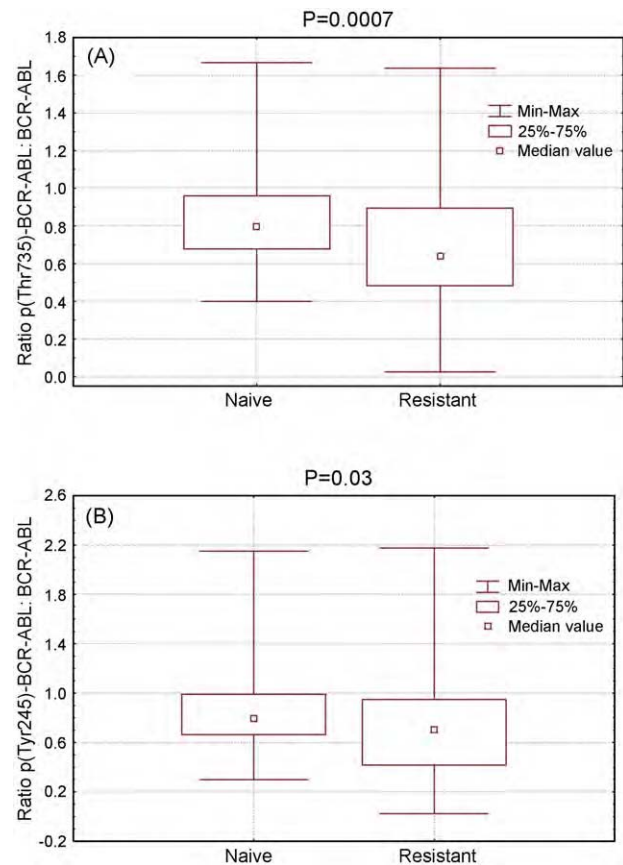 P=0.0007
(A)
Ratio p(Thr735)-BCR-ABL: BCR-ABL
1.8
1.6
1.4
1.2
1.0
0.8
0.6
0.4
0.2
0.0
Min-Max
25%-75%
Median value
Naive Resistant
P=0.03
(B)
Ratio p(Tyr245)-BCR-ABL: BCR-ABL
2.6
2.2
1.8
1.4
1.0
0.6
0.2
-0.2
Min-Max
25%-75%
Median value
Naive Resistant